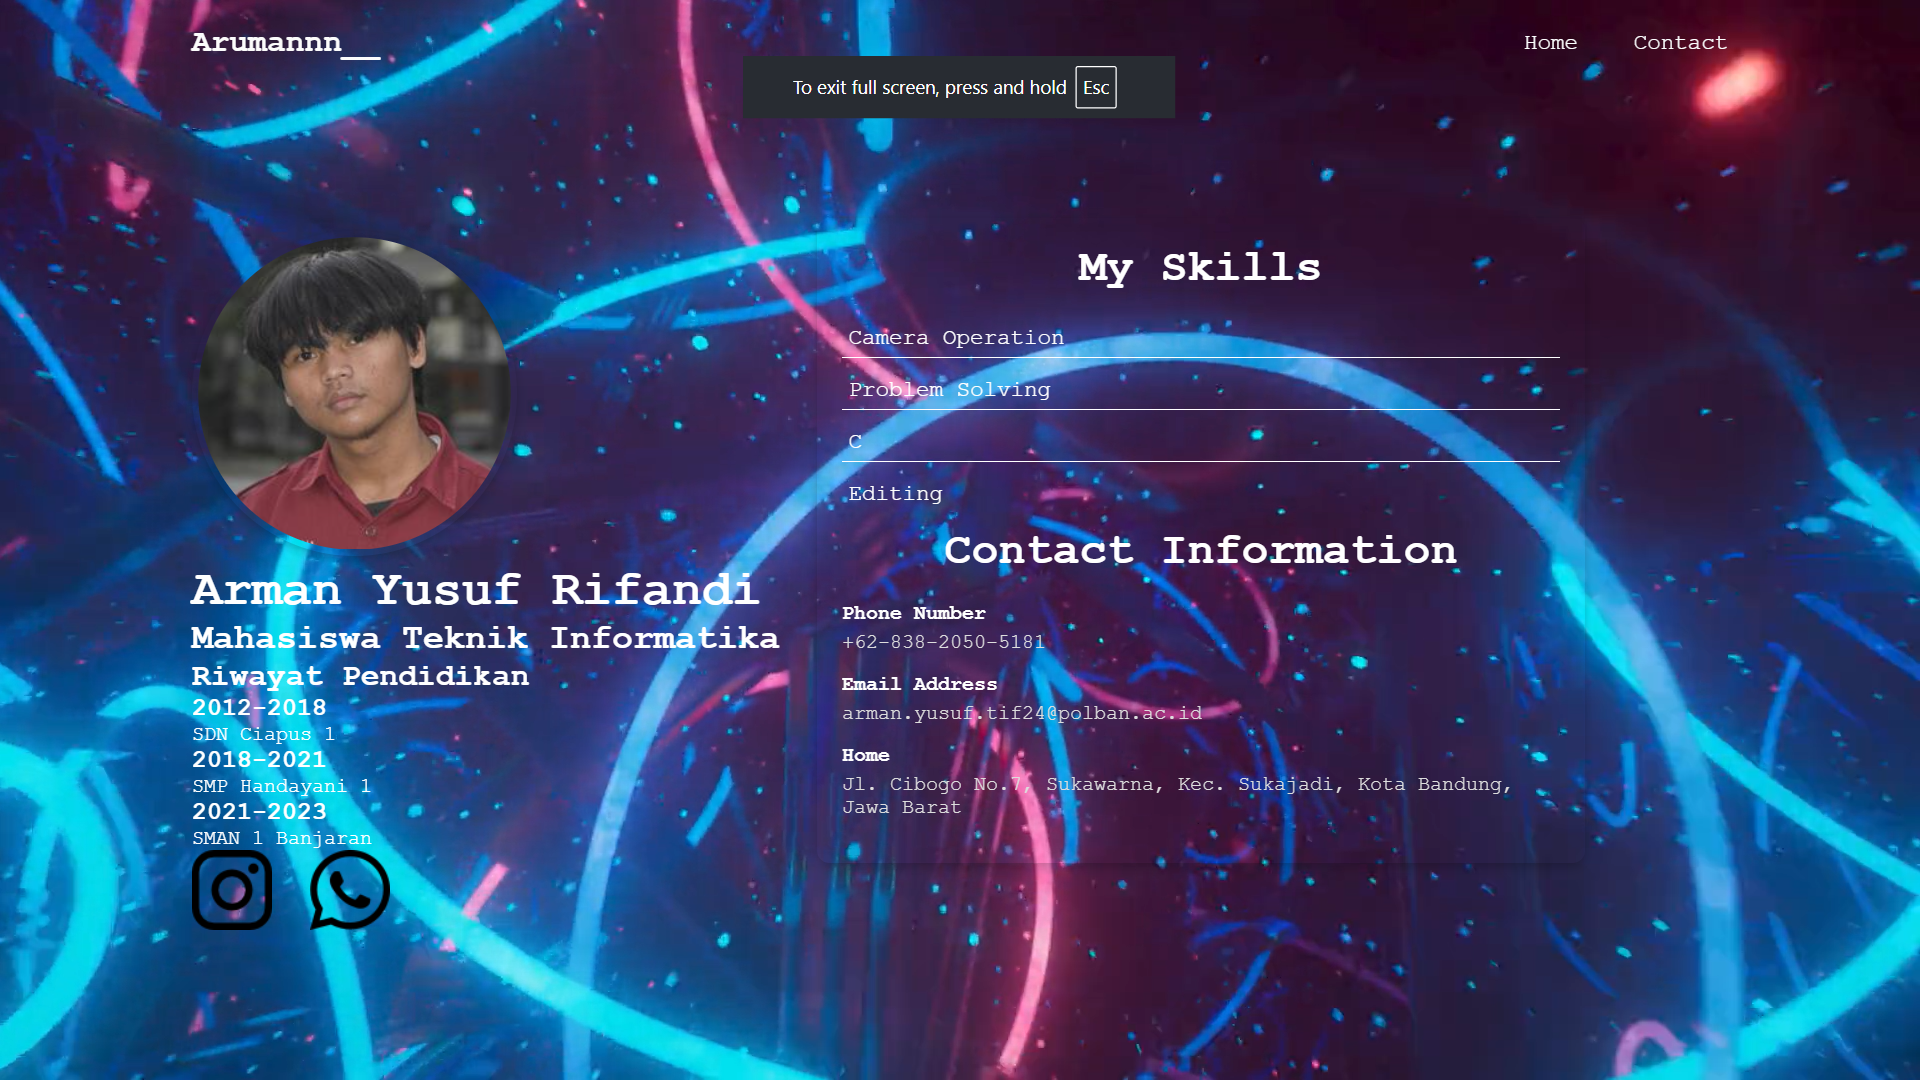 Arumannn__
Home Contact
To exit full screen, press and hold Esc
Arman Yusuf Rifandi
Mahasiswa Teknik Informatika
Riwayat Pendidikan
2012-2018
SDN Ciapus 1
2018-2021
SMP Handayani 1
2021-2023
SMAN 1 Banjaran
My Skills
Camera Operation
Problem Solving
C
Editing
Contact Information
Phone Number
+62-838-2050-5181
Email Address
arman.yusuf.tif24@polban.ac.id
Home
Jl. Cibogo No.7, Sukawarna, Kec. Sukajadi, Kota Bandung,
Jawa Barat